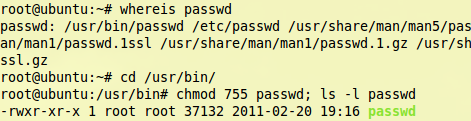 root@ubuntu:~# whereis passwd
passwd: /usr/bin/passwd /etc/passwd /usr/share/man/man5/pas
an/man1/passwd.1ssl /usr/share/man/man1/passwd.1.gz /usr/sh
ssl.gz
root@ubuntu:~# cd /usr/bin/
root@ubuntu:/usr/bin# chmod 755 passwd; ls -l passwd
-rwxr-xr-x 1 root root 37132 2011-02-20 19:16 passwd